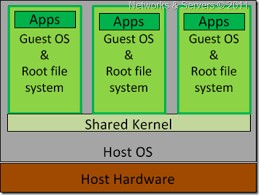 Networks & Servers © 2011
Apps
Apps
Apps
Guest OS
&
Root file
system
Guest OS
&
Root file
system
Guest OS
&
Root file
system
Shared Kernel
Host OS
Host Hardware